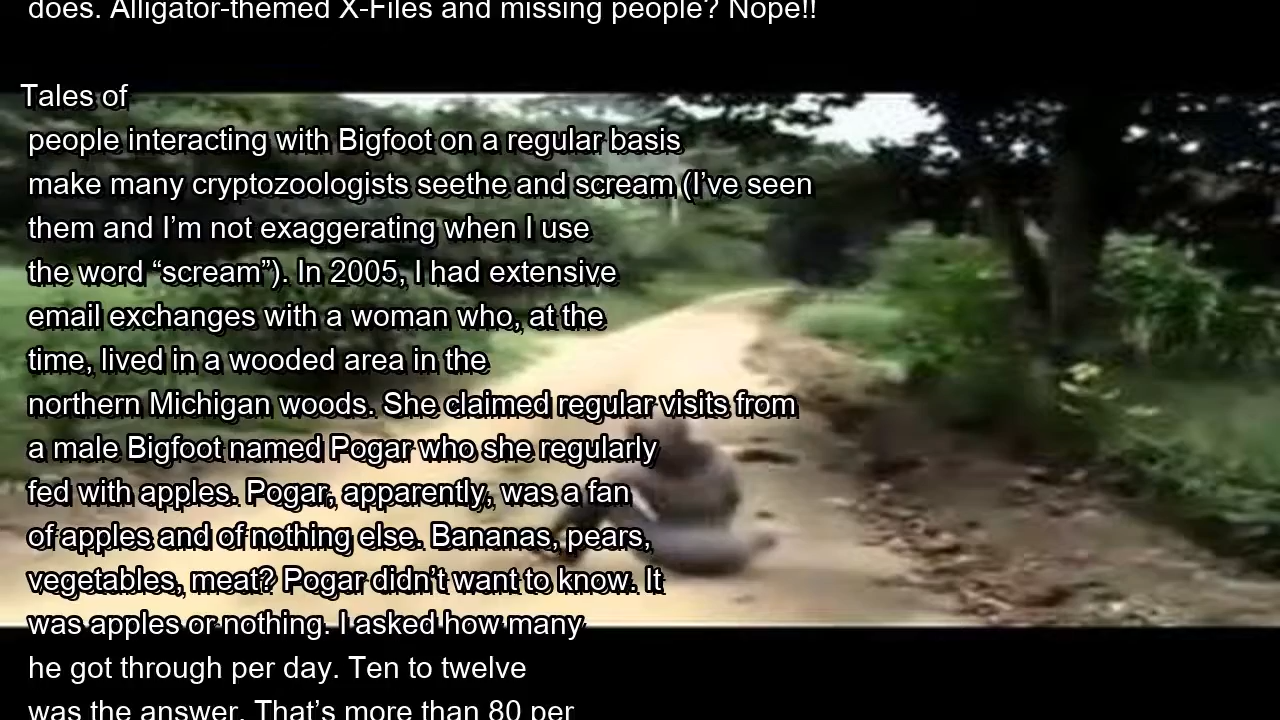 does. Alligator-themed X-Files and missing people? Nope!!
Tales of
people interacting with Bigfoot on a regular basis
make many cryptozoologists seethe and scream (I’ve seen
them and I’m not exaggerating when I use
the word “scream”). In 2005, I had extensive
email exchanges with a woman who, at the
time, lived in a wooded area in the
northern Michigan woods. She claimed regular visits from
a male Bigfoot named Pogar who she regularly
fed with apples. Pogar, apparently, was a fan
of apples and of nothing else. Bananas, pears,
vegetables, meat? Pogar didn’t want to know. It
was apples or nothing. I asked how many
he got through per day. Ten to twelve
was the answer. That’s more than 80 per